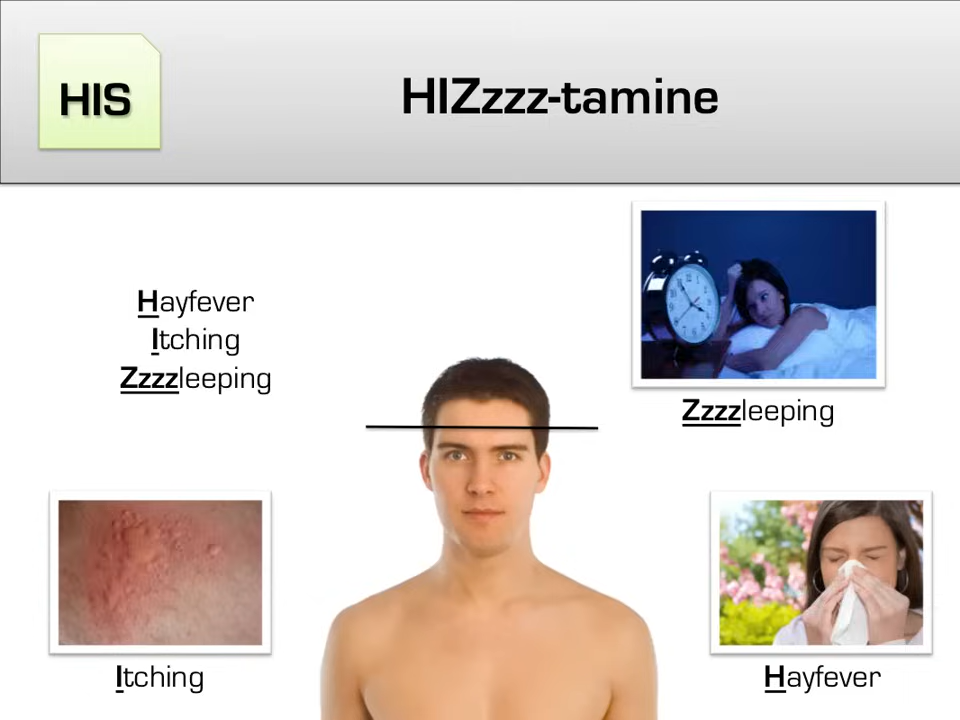 HIS
HIZzzz-tamine
Hayfever
Itching
Zzzzleeping
Zzzzleeping
Itching
Hayfever